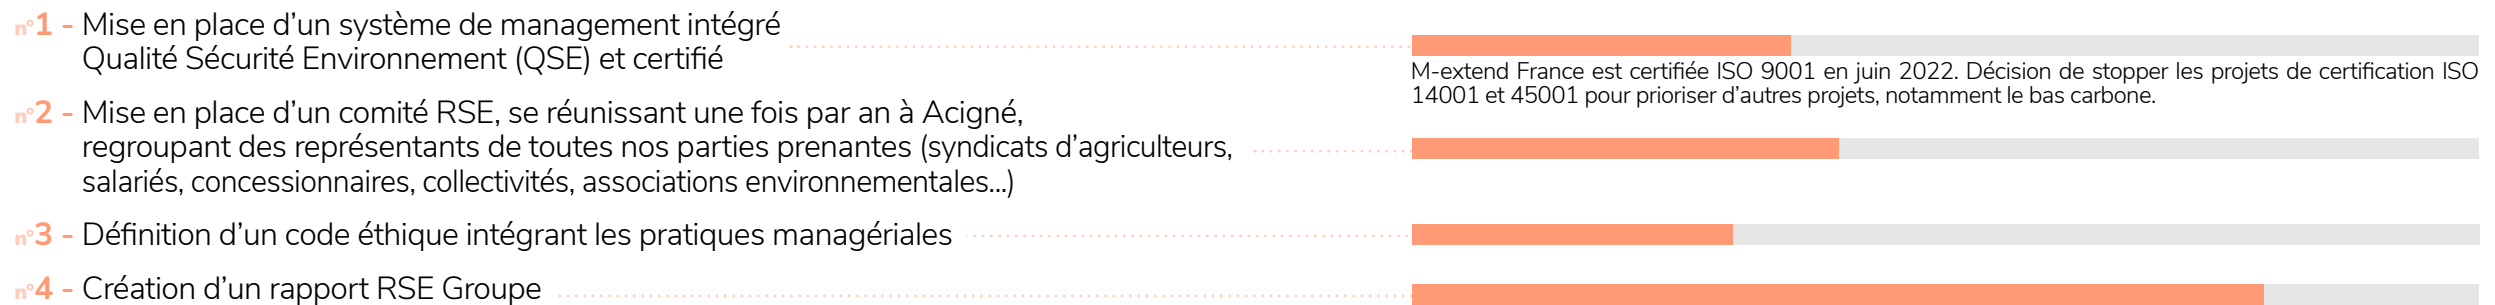 n°1 - Mise en place d’un système de management intégré
Qualité Sécurité Environnement (QSE) et certifié
M-extend France est certifiée ISO 9001 en juin 2022. Décision de stopper les projets de certification ISO
14001 et 45001 pour prioriser d’autres projets, notamment le bas carbone.
n°2 - Mise en place d’un comité RSE, se réunissant une fois par an à Acigné,
regroupant des représentants de toutes nos parties prenantes (syndicats d’agriculteurs,
salariés, concessionnaires, collectivités, associations environnementales...)
n°3 - Définition d’un code éthique intégrant les pratiques managériales
n°4 - Création d’un rapport RSE Groupe